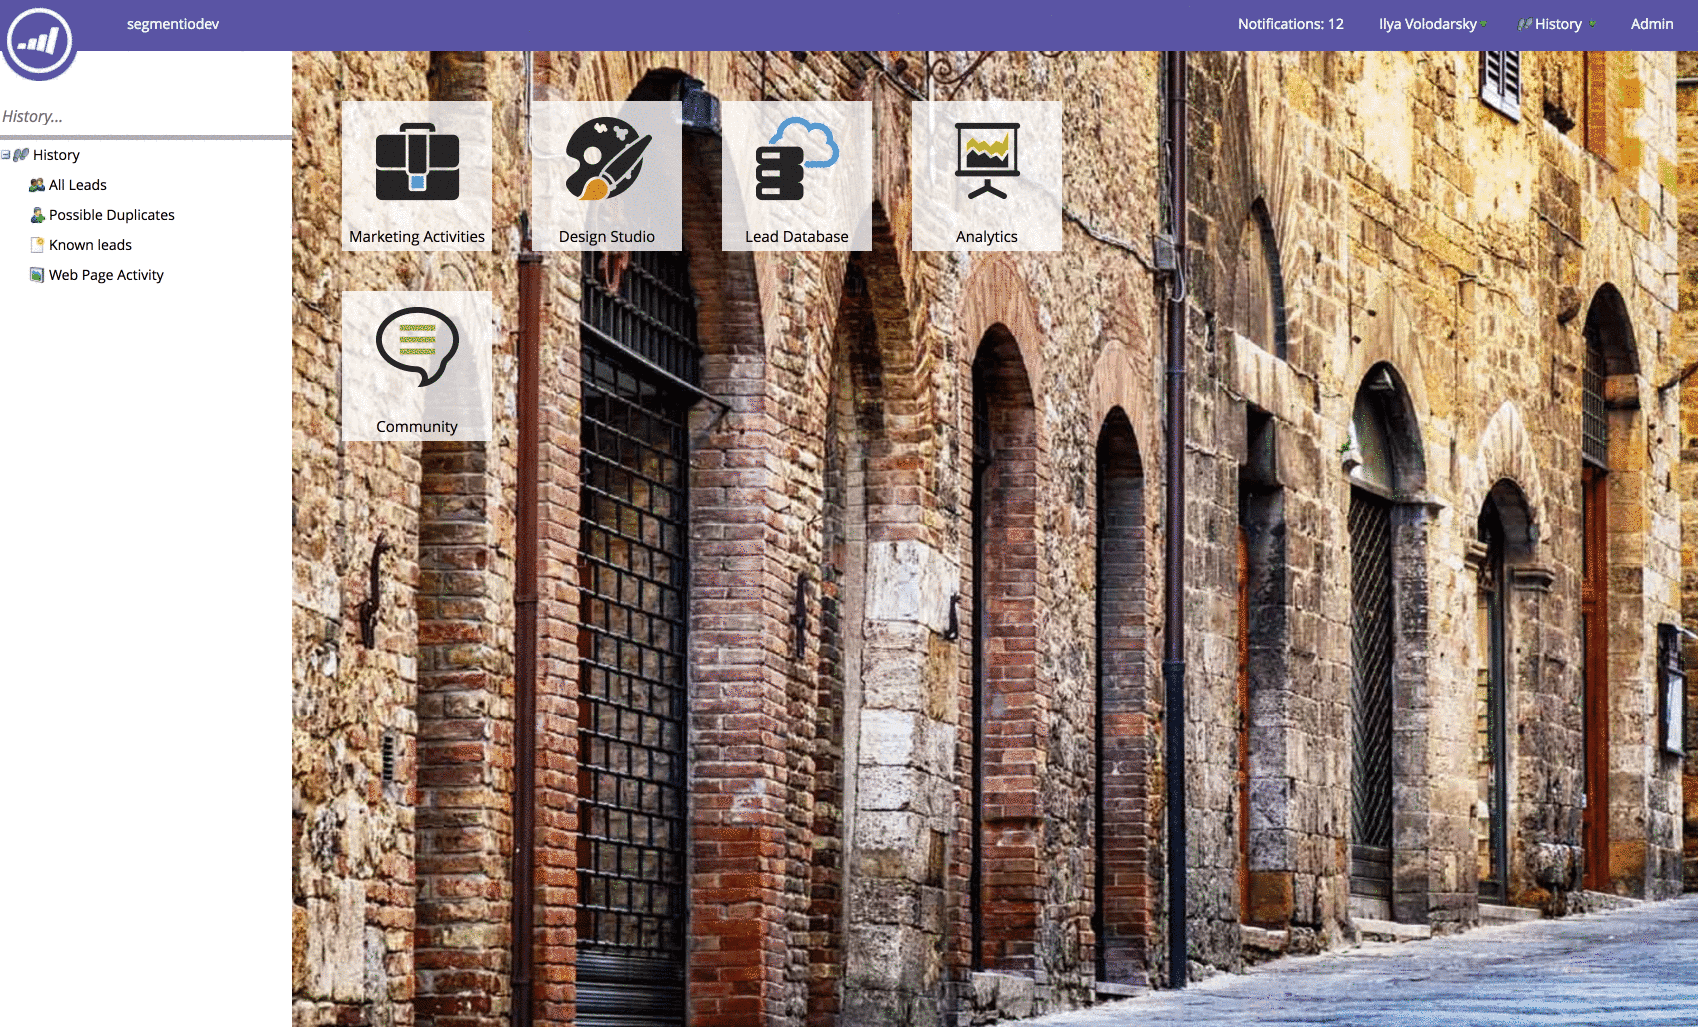 segmentiodev
Notifications: 12
Ilya Volodarsky
History
Admin
History...
History
All Leads
Possible Duplicates
Known leads
Web Page Activity
Marketing Activities
Design Studio
Lead Database
Analytics
Community